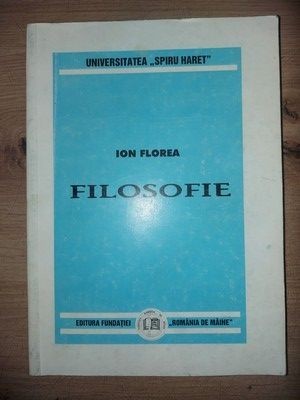 UNIVERSITATEA „SPIRU HARET”
ION FLOREA
FILOSOFIE
EDITURA FUNDAȚIEI „ROMÂNIA DE MÂINE”